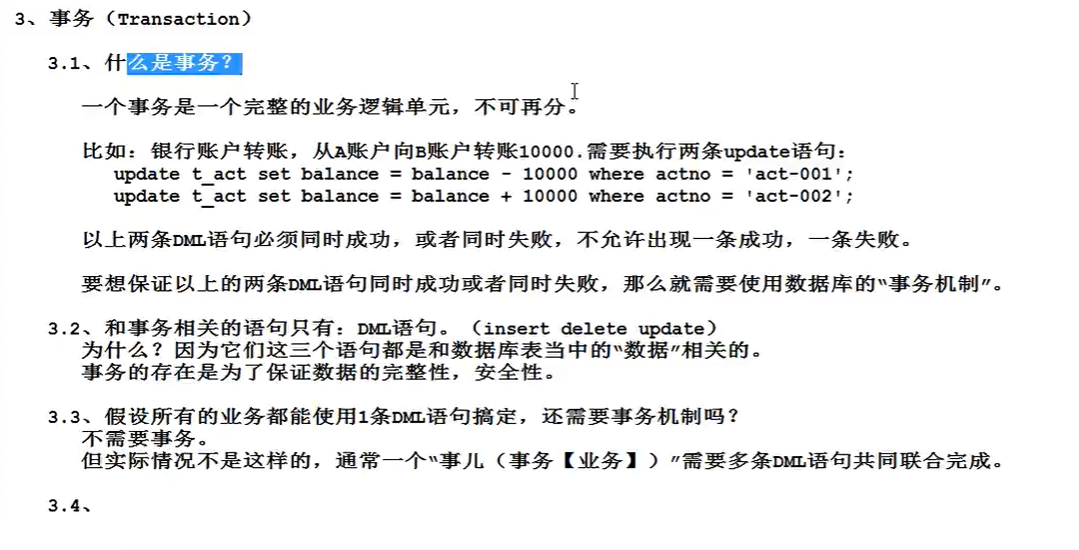 3、事务（Transaction）
3.1、什么是事务？
一个事务是一个完整的业务逻辑单元，不可再分。
比如：银行账户转账，从A账户向B账户转账10000.需要执行两条update语句：
update t_act set balance = balance - 10000 where actno = 'act-001';
update t_act set balance = balance + 10000 where actno = 'act-002';
以上两条DML语句必须同时成功，或者同时失败，不允许出现一条成功，一条失败。
要想保证以上的两条DML语句同时成功或者同时失败，那么就需要使用数据库的“事务机制”。
3.2、和事务相关的语句只有：DML语句。（insert delete update）
为什么？因为它们这三个语句都是和数据库表当中的“数据”相关的。
事务的存在是为了保证数据的完整性，安全性。
3.3、假设所有的业务都能使用1条DML语句搞定，还需要事务机制吗？
不需要事务。
但实际情况不是这样的，通常一个“事儿（事务【业务】）”需要多条DML语句共同联合完成。
3.4、